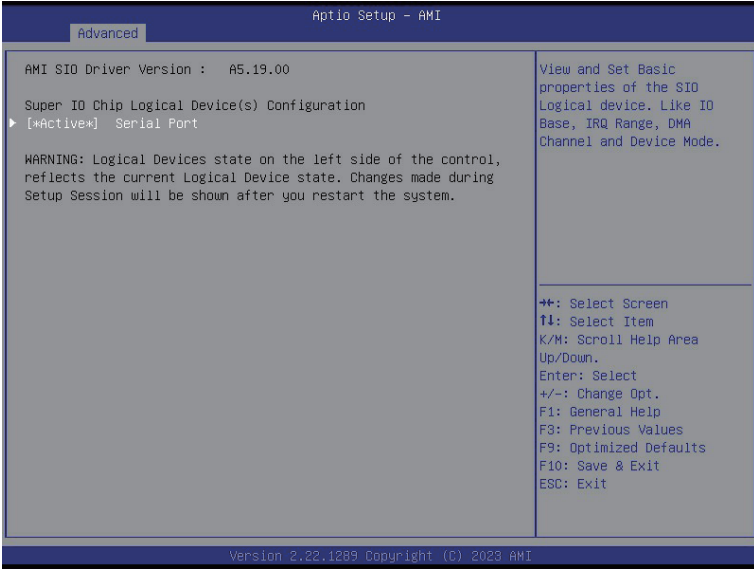 Aptio Setup – AMI
Advanced
AMI SIO Driver Version :   A5.19.00
Super IO Chip Logical Device(s) Configuration
[*Active*]  Serial Port
WARNING: Logical Devices state on the left side of the control,
reflects the current Logical Device state. Changes made during
Setup Session will be shown after you restart the system.
View and Set Basic
properties of the SIO
Logical device. Like IO
Base, IRQ Range, DMA
Channel and Device Mode.
→←: Select Screen
↑↓: Select Item
K/M: Scroll Help Area
Up/Down.
Enter: Select
+/-: Change Opt.
F1: General Help
F3: Previous Values
F9: Optimized Defaults
F10: Save & Exit
ESC: Exit
Version 2.22.1289 Copyright (C) 2023 AMI